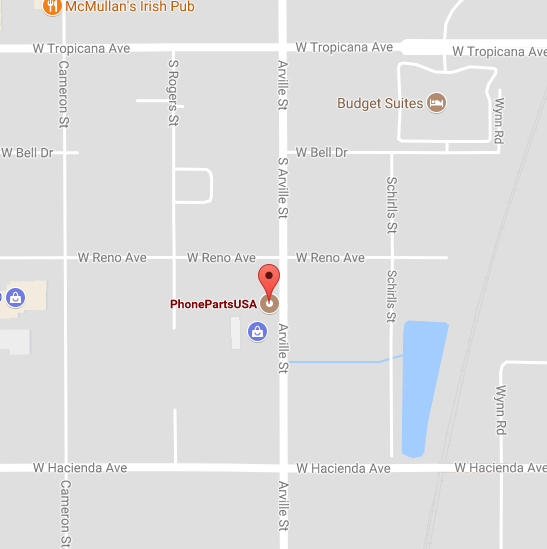 McMullan's Irish Pub
W Tropicana Ave
W Tropicana Ave
W Tropicana Ave
Cameron St
S Rogers St
Arville St
Budget Suites
Wynn Rd
W Bell Dr
W Bell Dr
S Arville St
Schirlls St
W Reno Ave
W Reno Ave
W Reno Ave
Schirlls St
PhonePartsUSA
Arville St
Wynn Rd
W Hacienda Ave
W Hacienda Ave
W Hacienda Ave
Cameron St
Arville St